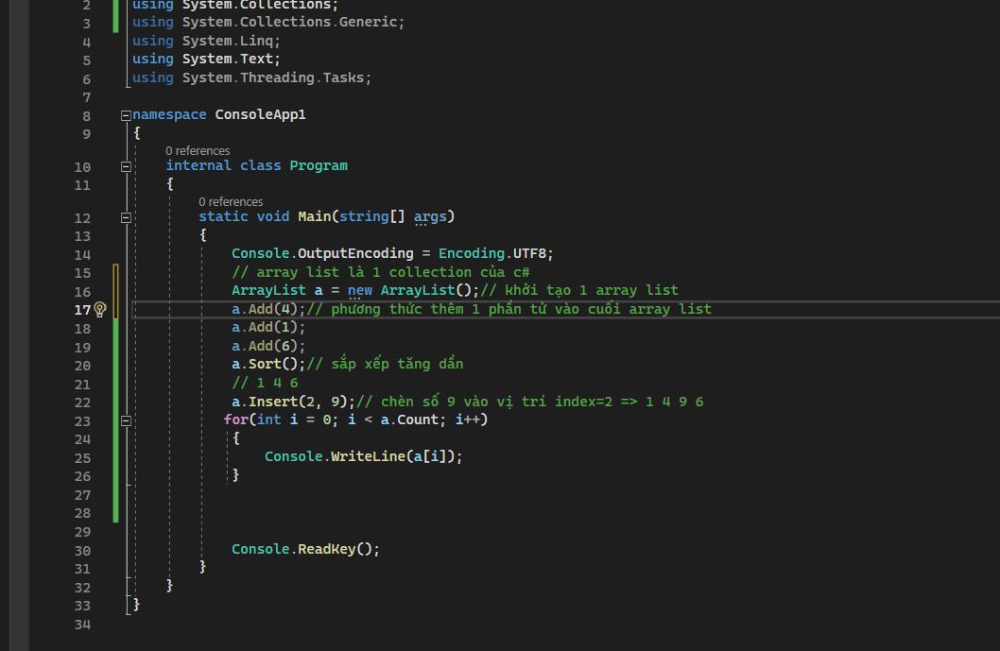 2 using System.Collections;
3 using System.Collections.Generic;
4 using System.Linq;
5 using System.Text;
6 using System.Threading.Tasks;
7
8 namespace ConsoleApp1
9 {
0 references
10 internal class Program
11 {
0 references
12 static void Main(string[] args)
13 {
14 Console.OutputEncoding = Encoding.UTF8;
15 // array list là 1 collection của c#
16 ArrayList a = new ArrayList();// khởi tạo 1 array list
17 a.Add(4);// phương thức thêm 1 phần tử vào cuối array list
18 a.Add(1);
19 a.Add(6);
20 a.Sort();// sắp xếp tăng dần
21 // 1 4 6
22 a.Insert(2, 9);// chèn số 9 vào vị trí index=2 => 1 4 9 6
23 for(int i = 0; i < a.Count; i++)
24 {
25 Console.WriteLine(a[i]);
26 }
27
28
29
30 Console.ReadKey();
31 }
32 }
33 }
34